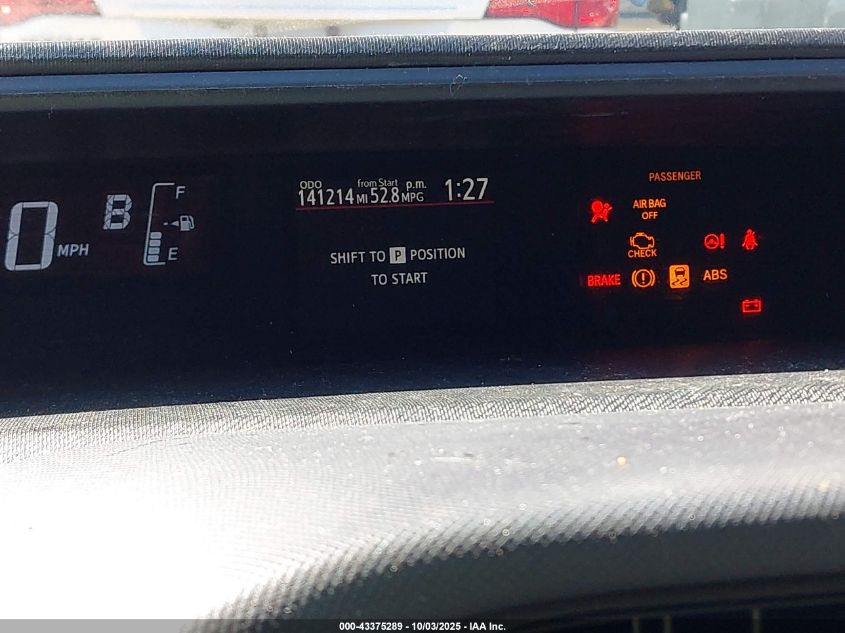 0 MPH
B
F
E
ODO from Start p.m. 1:27
141214 MI 52.8 MPG
SHIFT TO P POSITION
TO START
PASSENGER
AIR BAG
OFF
CHECK
BRAKE
ABS
000-43375289 - 10/03/2025 - IAA Inc.